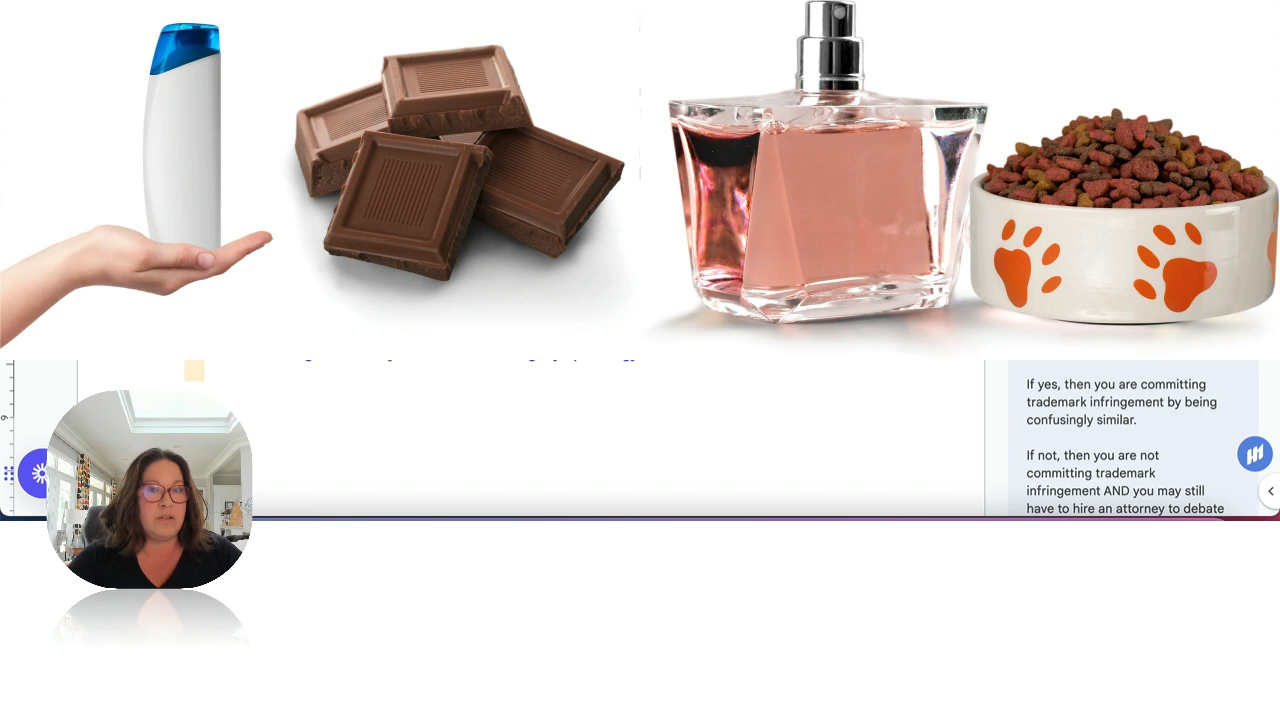 If yes, then you are committing
trademark infringement by being
confusingly similar.
If not, then you are not
committing trademark
infringement AND you may still
have to hire an attorney to debate